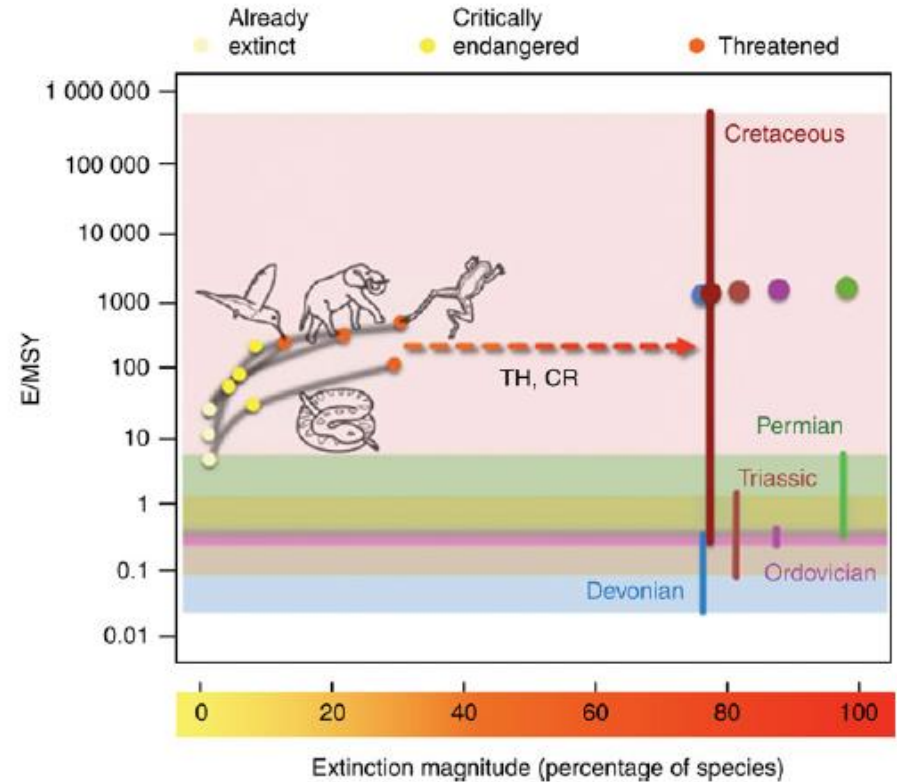 Already
extinct
Critically
endangered
Threatened
1 000 000
100 000
10 000
1000
100
10
1
0.1
0.01
E/MSY
Cretaceous
TH, CR
Permian
Triassic
Ordovician
Devonian
0 20 40 60 80 100
Extinction magnitude (percentage of species)